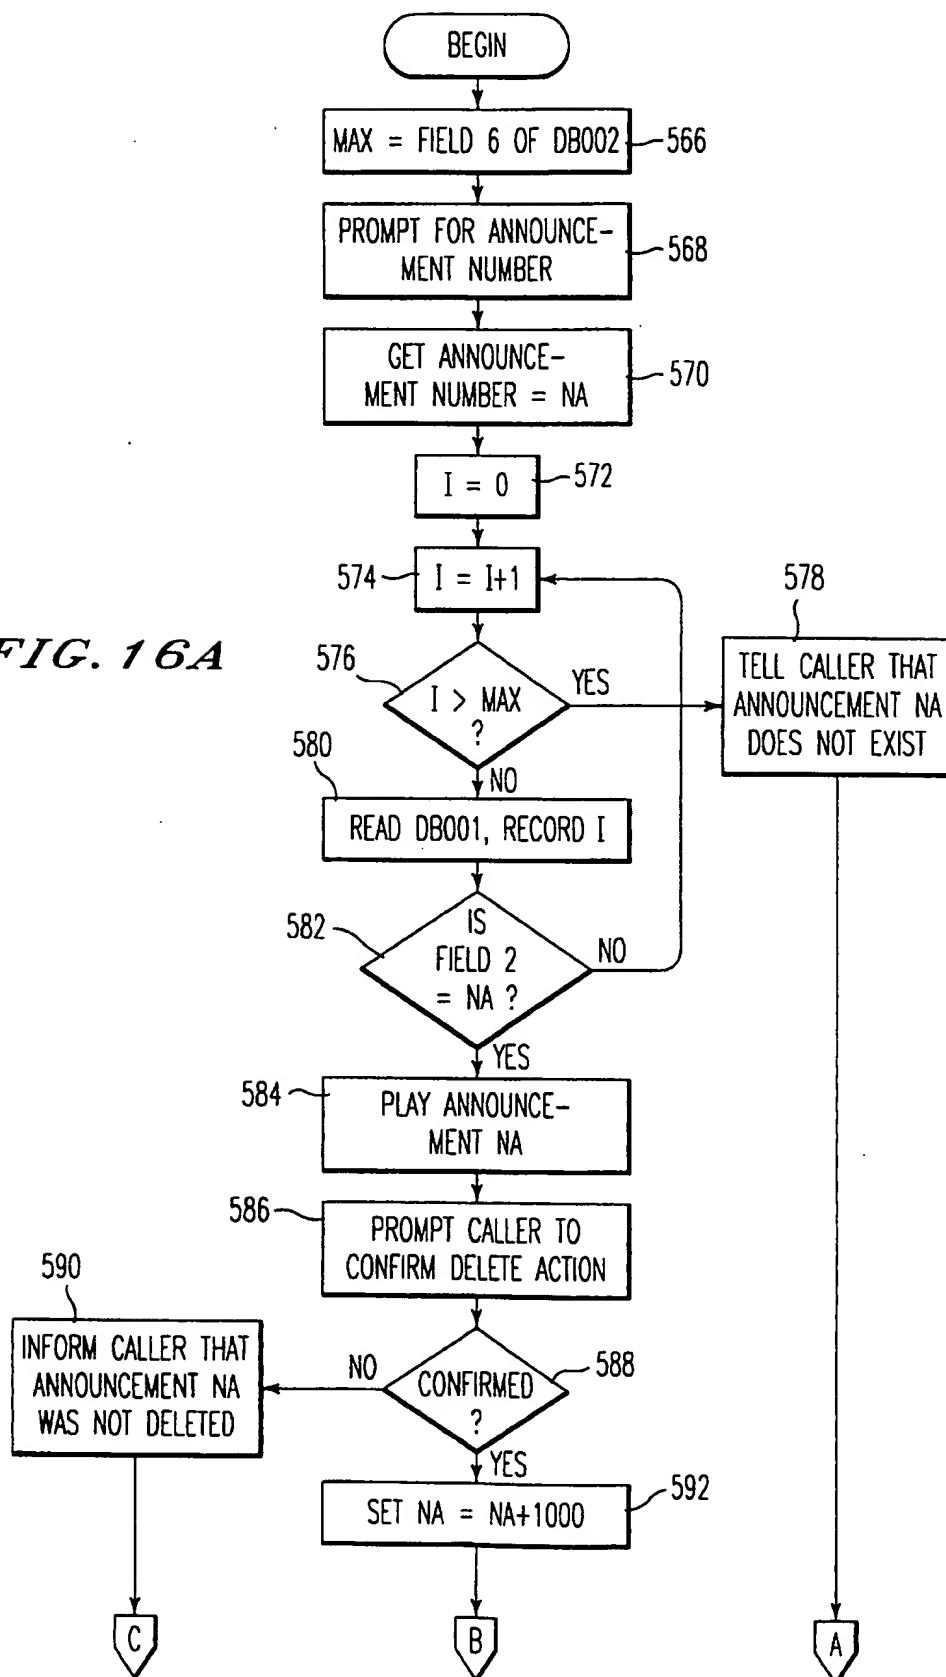 BEGIN
MAX = FIELD 6 OF DB002
566
PROMPT FOR ANNOUNCE-
MENT NUMBER
568
GET ANNOUNCE-
MENT NUMBER = NA
570
I = 0
572
574
I = I+1
578
FIG. 16A
576
I > MAX
?
YES
TELL CALLER THAT
ANNOUNCEMENT NA
DOES NOT EXIST
NO
580
READ DB001, RECORD I
582
IS
FIELD 2
= NA ?
NO
YES
584
PLAY ANNOUNCE-
MENT NA
586
PROMPT CALLER TO
CONFIRM DELETE ACTION
590
INFORM CALLER THAT
ANNOUNCEMENT NA
WAS NOT DELETED
NO
CONFIRMED
?
588
YES
SET NA = NA+1000
592
C
B
A